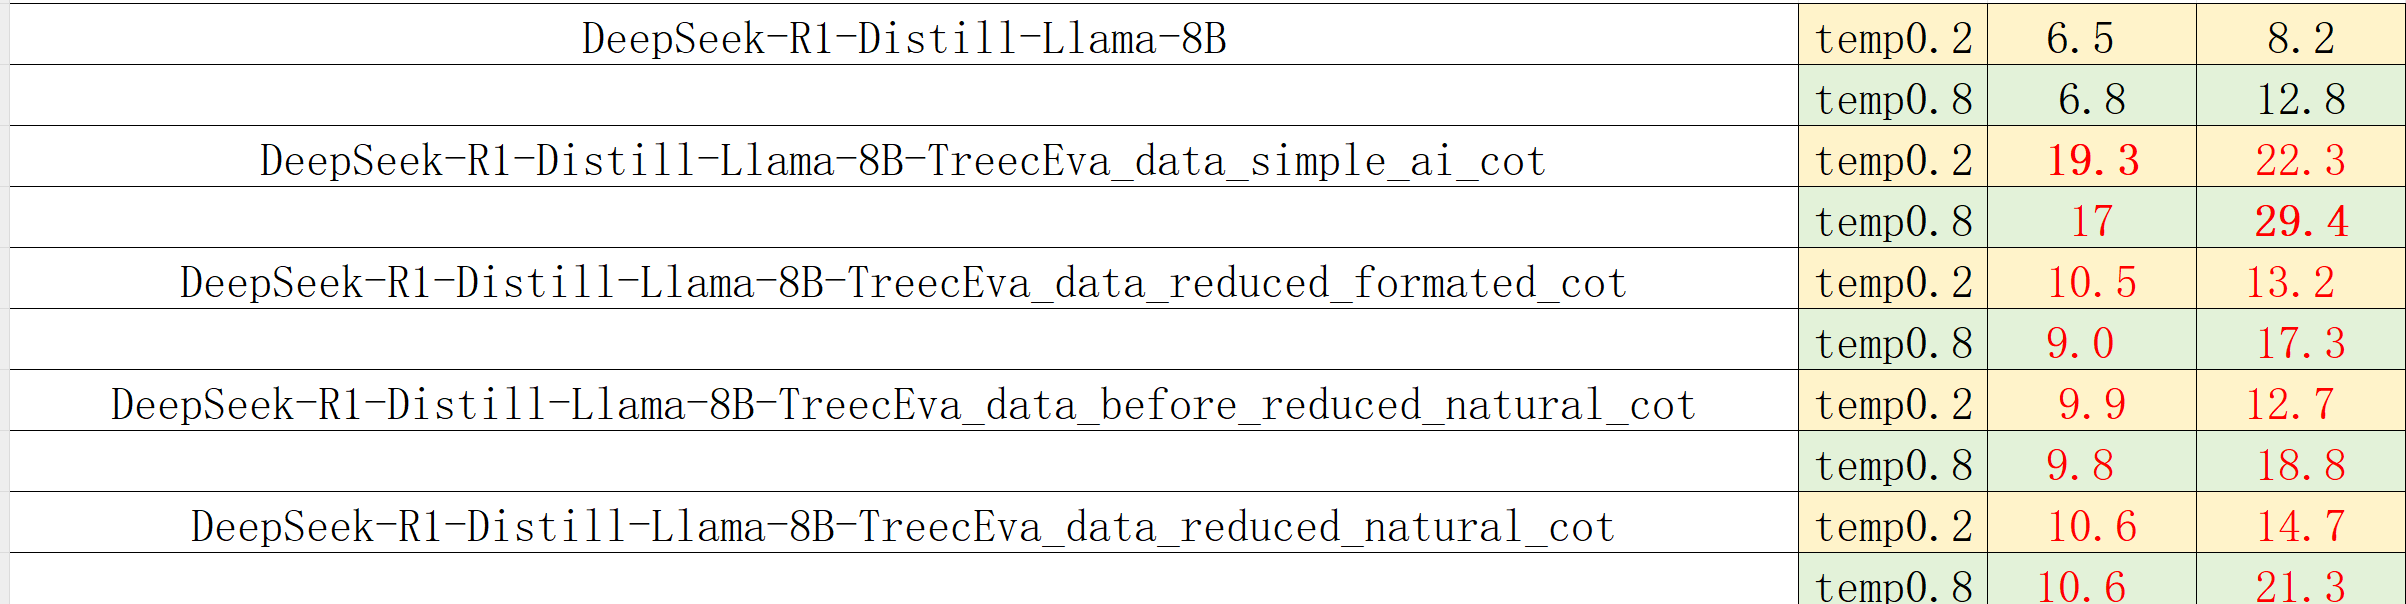 DeepSeek-R1-Distill-Llama-8B temp0.2 6.5 8.2
temp0.8 6.8 12.8
DeepSeek-R1-Distill-Llama-8B-TreecEva_data_simple_ai_cot temp0.2 19.3 22.3
temp0.8 17 29.4
DeepSeek-R1-Distill-Llama-8B-TreecEva_data_reduced_formated_cot temp0.2 10.5 13.2
temp0.8 9.0 17.3
DeepSeek-R1-Distill-Llama-8B-TreecEva_data_before_reduced_natural_cot temp0.2 9.9 12.7
temp0.8 9.8 18.8
DeepSeek-R1-Distill-Llama-8B-TreecEva_data_reduced_natural_cot temp0.2 10.6 14.7
temp0.8 10.6 21.3